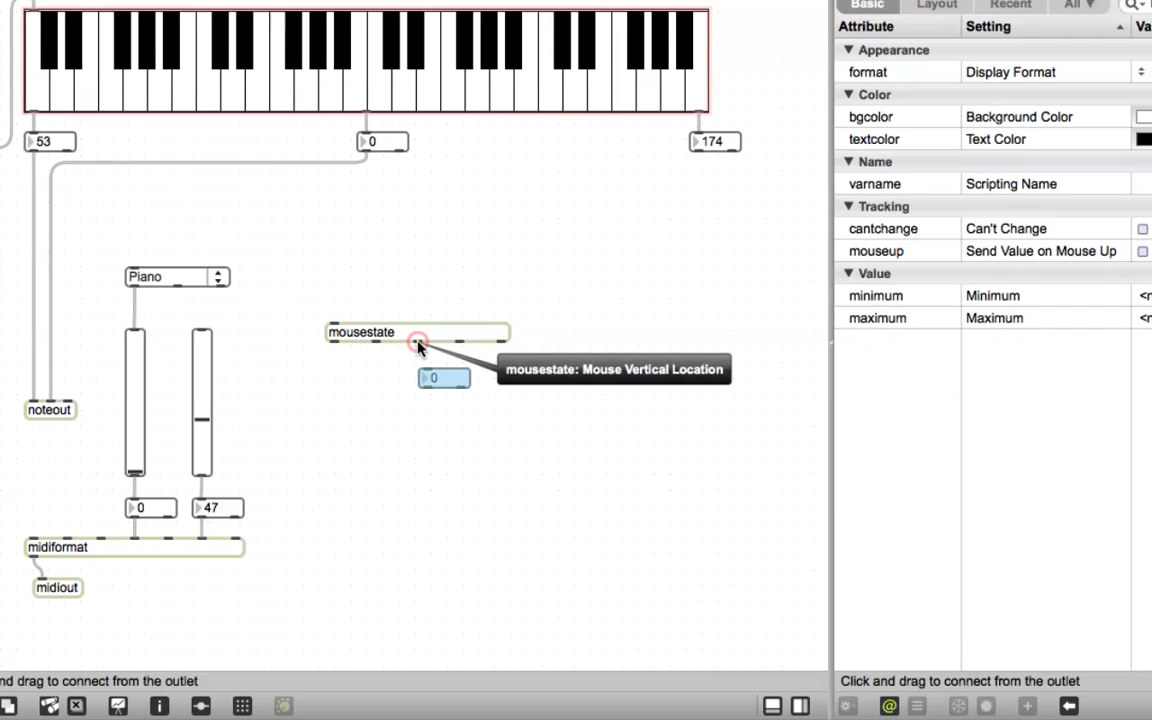 Basic Layout Recent All ▼
Attribute Setting Va
▼ Appearance
format Display Format
▼ Color
bgcolor Background Color
textcolor Text Color
▼ Name
varname Scripting Name
▼ Tracking
cantchange Can't Change
mouseup Send Value on Mouse Up
▼ Value
minimum Minimum <n
maximum Maximum <n
53
0
174
Piano
mousestate
mousestate: Mouse Vertical Location
0
noteout
0
47
midiformat
midiout
nd drag to connect from the outlet
Click and drag to connect from the outlet